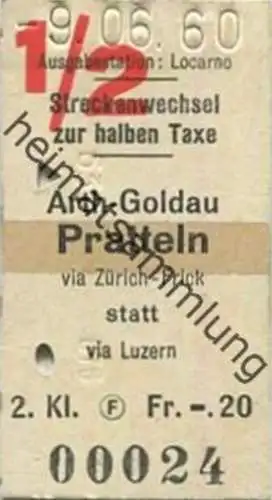 -9.06.60
1/2
Ausgabestation: Locarno
Streckenwechsel
zur halben Taxe
Arth-Goldau
Pratteln
via Zürich-Frick
statt
via Luzern
2. Kl. F Fr. -.20
00024
heimatsammlung